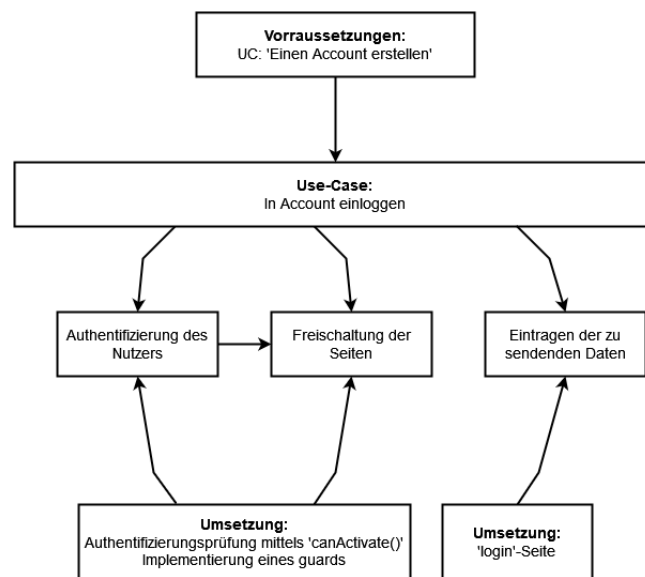 Vorraussetzungen:
UC: 'Einen Account erstellen'
Use-Case:
In Account einloggen
Authentifizierung des
Nutzers
Freischaltung der
Seiten
Eintragen der zu
sendenden Daten
Umsetzung:
Authentifizierungsprüfung mittels 'canActivate()'
Implementierung eines guards
Umsetzung:
'login'-Seite